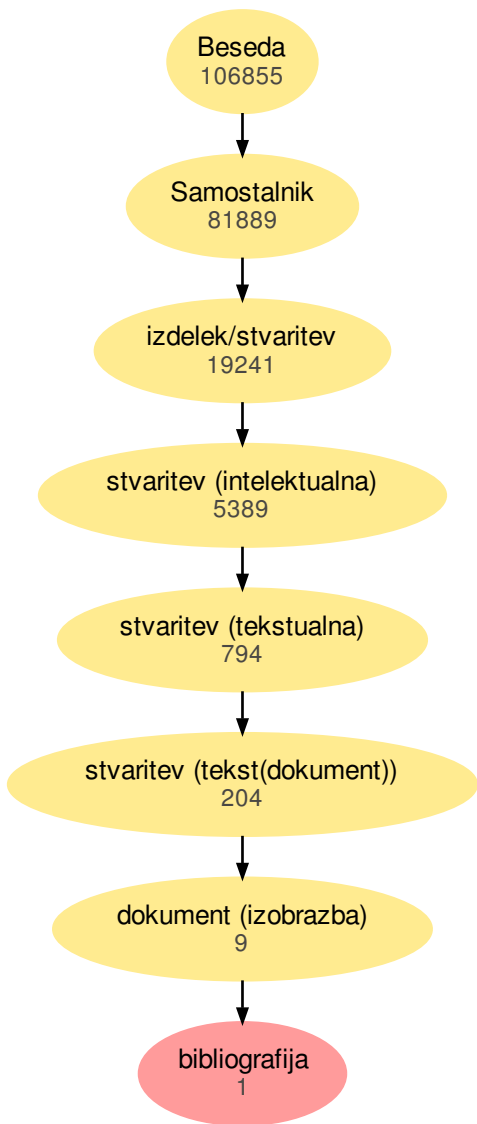 Beseda
106855
Samostalnik
81889
izdelek/stvaritev
19241
stvaritev (intelektualna)
5389
stvaritev (tekstualna)
794
stvaritev (tekst(dokument))
204
dokument (izobrazba)
9
bibliografija
1